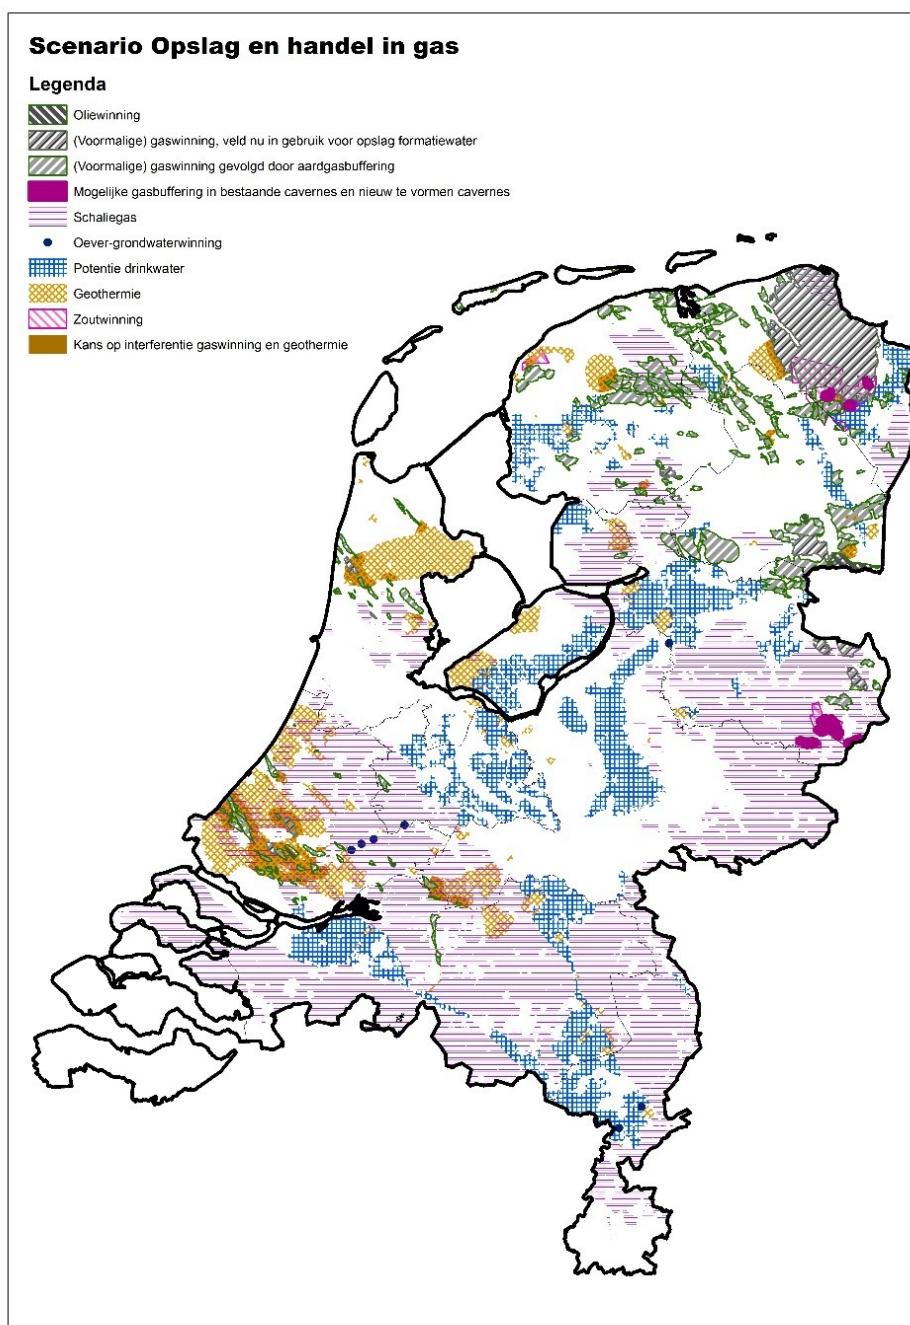 Scenario Opslag en handel in gas
Legenda
Oliewinning
(Voormalige) gaswinning, veld nu in gebruik voor opslag formatiewater
(Voormalige) gaswinning gevolgd door aardgasbuffering
Mogelijke gasbuffering in bestaande cavernes en nieuw te vormen cavernes
Schaliegas
Oever-grondwaterwinning
Potentie drinkwater
Geothermie
Zoutwinning
Kans op interferentie gaswinning en geothermie